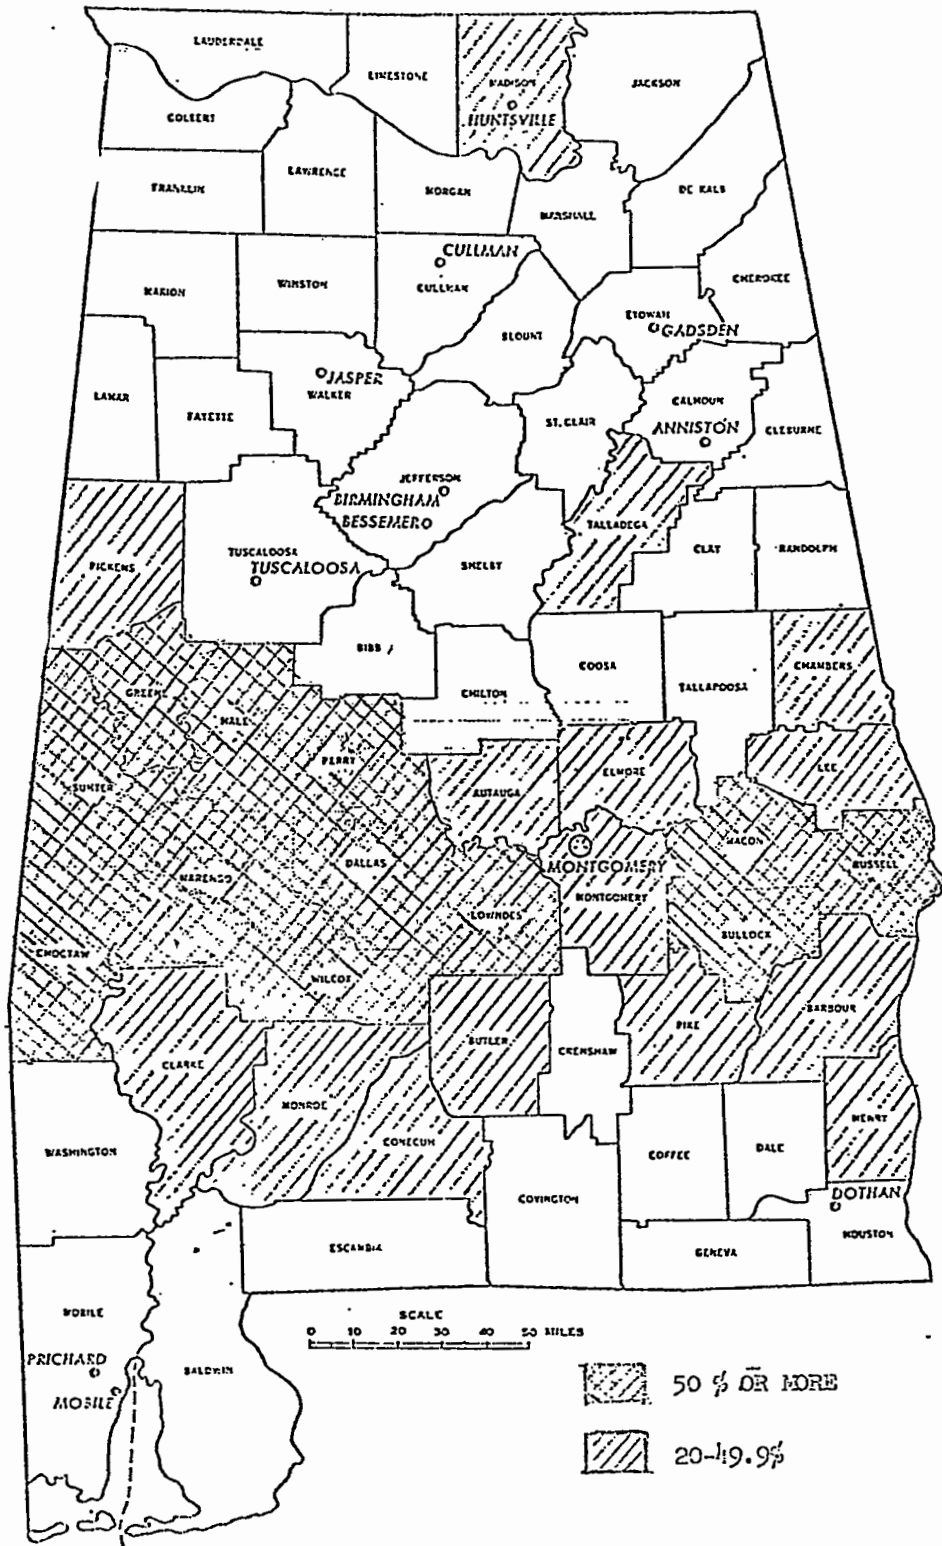 LAUDERDALE
LIMESTONE
MADISON
HUNTSVILLE
JACKSON
COLBERT
LAWRENCE
FRANKLIN
MORGAN
MARSHALL
DE KALB
CULLMAN
CULLMAN
MARION
WINSTON
CHEROKEE
BLOUNT
ETOWAH
GADSDEN
JASPER
WALKER
LAMAR
FAYETTE
ST. CLAIR
CALHOUN
ANNISTON
CLEBURNE
JEFFERSON
BIRMINGHAM
BESSEMER
TALLADEGA
PICKENS
TUSCALOOSA
TUSCALOOSA
SHELBY
CLAY
RANDOLPH
BIBB
COOSA
CHAMBERS
CHILTON
TALLAPOOSA
GREENE
HALE
PERRY
LEE
ELMORE
SUMTER
AUTAUGA
MACON
RUSSELL
DALLAS
MONTGOMERY
MONTGOMERY
MARENGO
LOWNDES
BULLOCK
CHOCTAW
WILCOX
BARBOUR
PIKE
BUTLER
CRENSHAW
CLARKE
MONROE
HENRY
CONECUH
WASHINGTON
COFFEE
DALE
DOTHAN
COVINGTON
HOUSTON
ESCAMBIA
GENEVA
MOBILE
SCALE
0 10 20 30 40 50 MILES
PRICHARD
BALDWIN
MOBILE
50 % OR MORE
20-49.9%